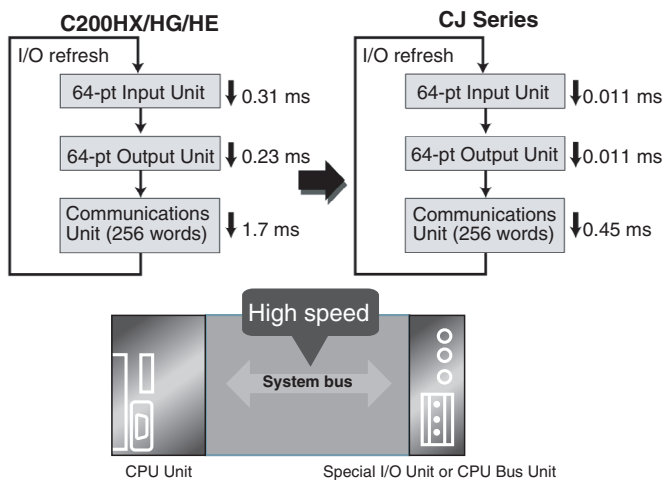 C200HX/HG/HE
I/O refresh
64-pt Input Unit
0.31 ms
64-pt Output Unit
0.23 ms
Communications
Unit (256 words)
1.7 ms
CJ Series
I/O refresh
64-pt Input Unit
0.011 ms
64-pt Output Unit
0.011 ms
Communications
Unit (256 words)
0.45 ms
High speed
System bus
CPU Unit
Special I/O Unit or CPU Bus Unit